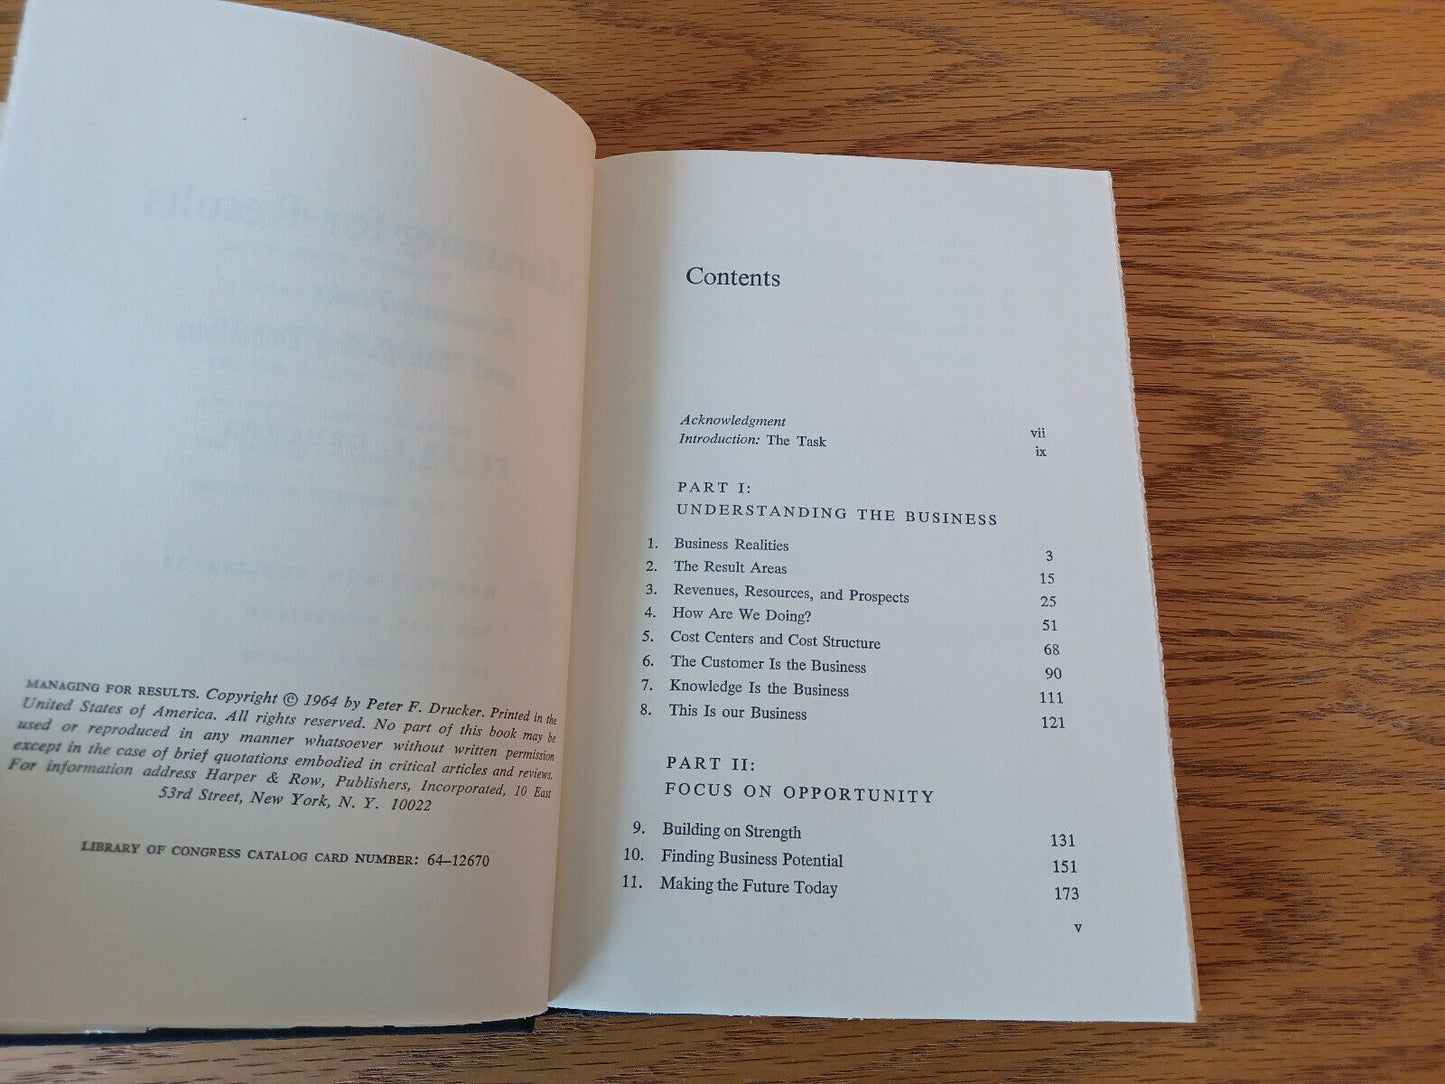 MANAGING FOR RESULTS. Copyright © 1964 by Peter F. Drucker. Printed in the
United States of America. All rights reserved. No part of this book may be
used or reproduced in any manner whatsoever without written permission
except in the case of brief quotations embodied in critical articles and reviews.
For information address Harper & Row, Publishers, Incorporated, 10 East
53rd Street, New York, N. Y. 10022
LIBRARY OF CONGRESS CATALOG CARD NUMBER: 64–12670
Contents
Acknowledgment vii
Introduction: The Task ix
PART I:
UNDERSTANDING THE BUSINESS
1. Business Realities 3
2. The Result Areas 15
3. Revenues, Resources, and Prospects 25
4. How Are We Doing? 51
5. Cost Centers and Cost Structure 68
6. The Customer Is the Business 90
7. Knowledge Is the Business 111
8. This Is our Business 121
PART II:
FOCUS ON OPPORTUNITY
9. Building on Strength 131
10. Finding Business Potential 151
11. Making the Future Today 173
v